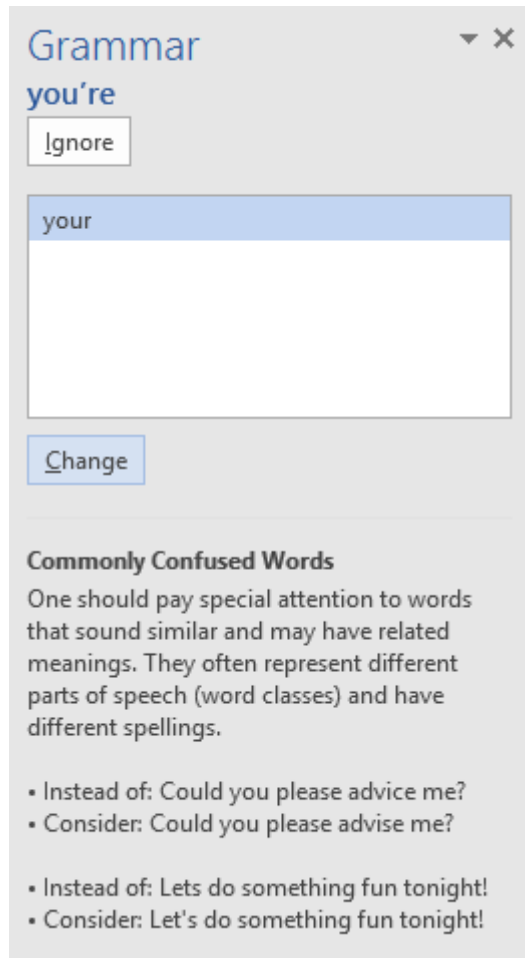 Grammar
you're
Ignore
your
Change
Commonly Confused Words
One should pay special attention to words
that sound similar and may have related
meanings. They often represent different
parts of speech (word classes) and have
different spellings.
• Instead of: Could you please advice me?
• Consider: Could you please advise me?
• Instead of: Lets do something fun tonight!
• Consider: Let's do something fun tonight!